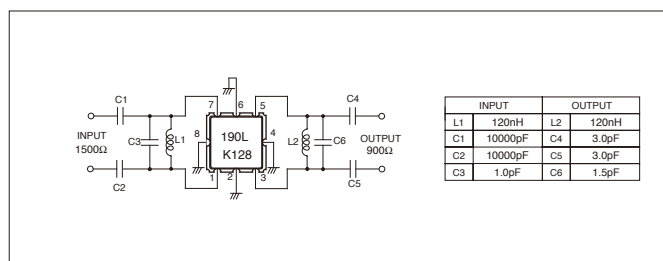 C1
7
6
5
C4
INPUT
1500Ω
C3
L1
8
190L
K128
4
L2
C6
OUTPUT
900Ω
C2
1
2
3
C5
INPUT OUTPUT
L1 120nH L2 120nH
C1 10000pF C4 3.0pF
C2 10000pF C5 3.0pF
C3 1.0pF C6 1.5pF